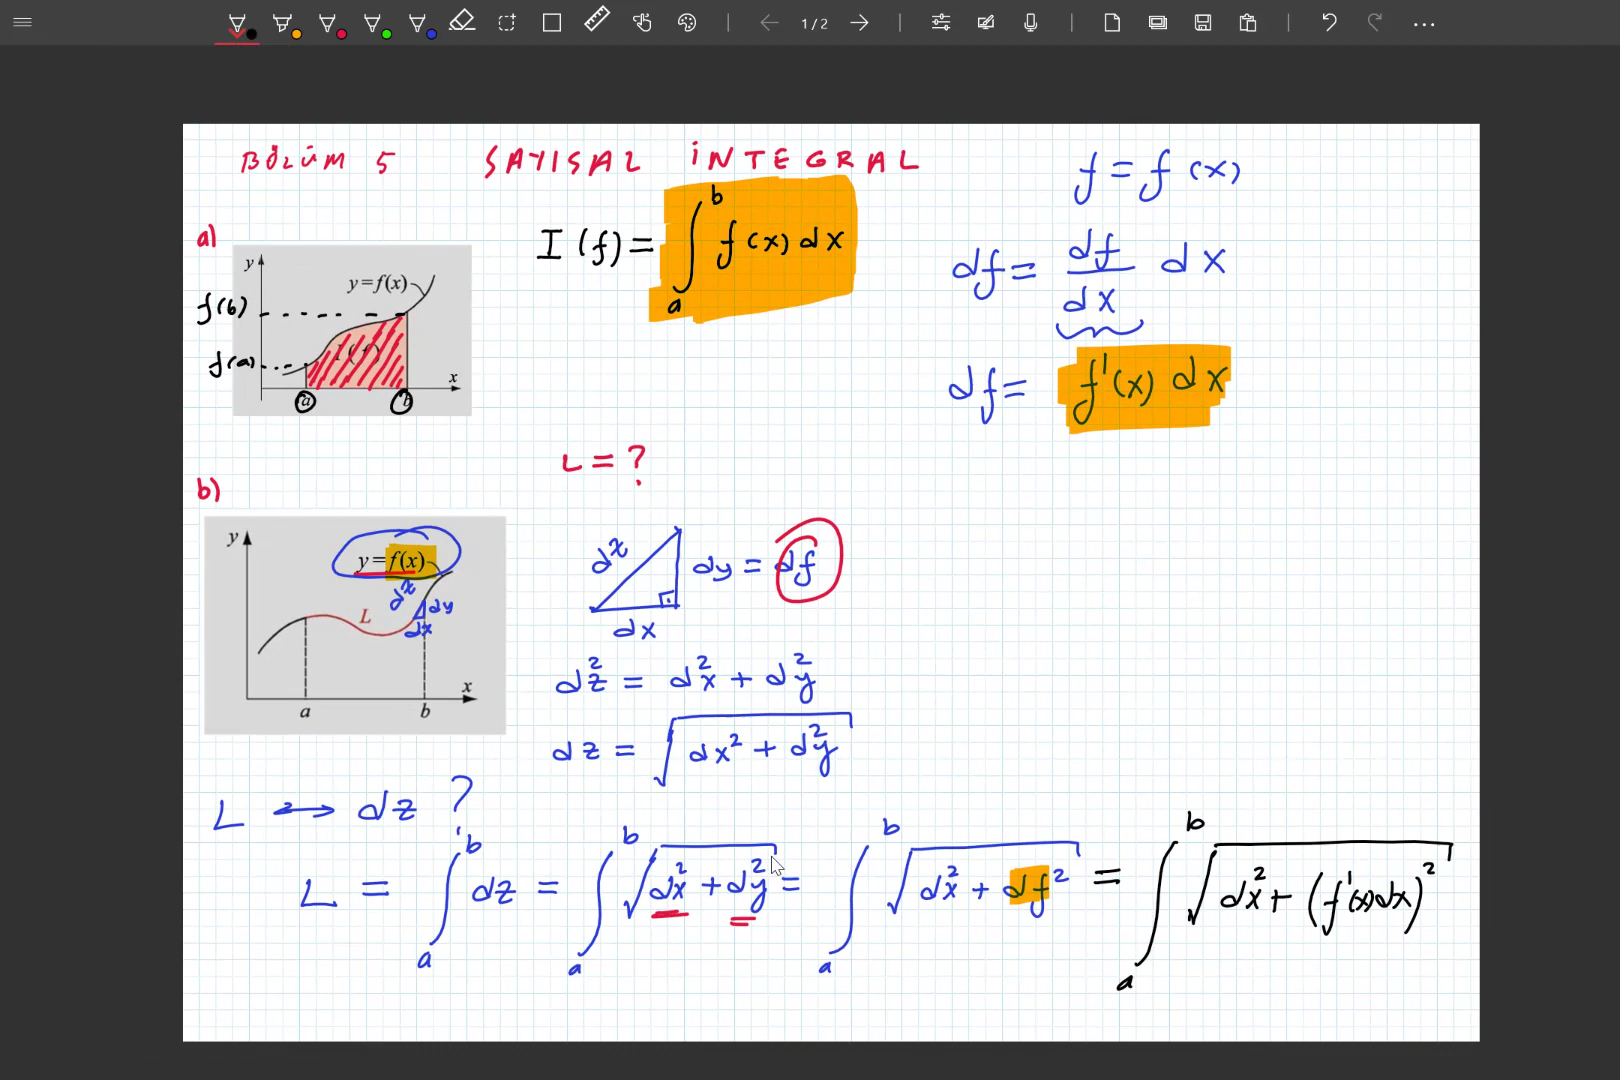 1/2
BÖLÜM 5 SAYISAL İNTEGRAL
f = f(x)
a)
I(f) = ∫_a^b f(x) dx
df = df/dx dx
y
y=f(x)
f(b)
f(a)
I(f)
x
a b
df = f'(x) dx
L = ?
b)
y
y=f(x)
dz
dy
dx
L
x
a b
dz
dy = df
dx
dz² = dx² + dy²
dz = √(dx² + dy²)
L ↔ dz ?
L = ∫_a^b dz = ∫_a^b √(dx² + dy²) = ∫_a^b √(dx² + df²) = ∫_a^b √(dx² + (f'(x)dx)²)